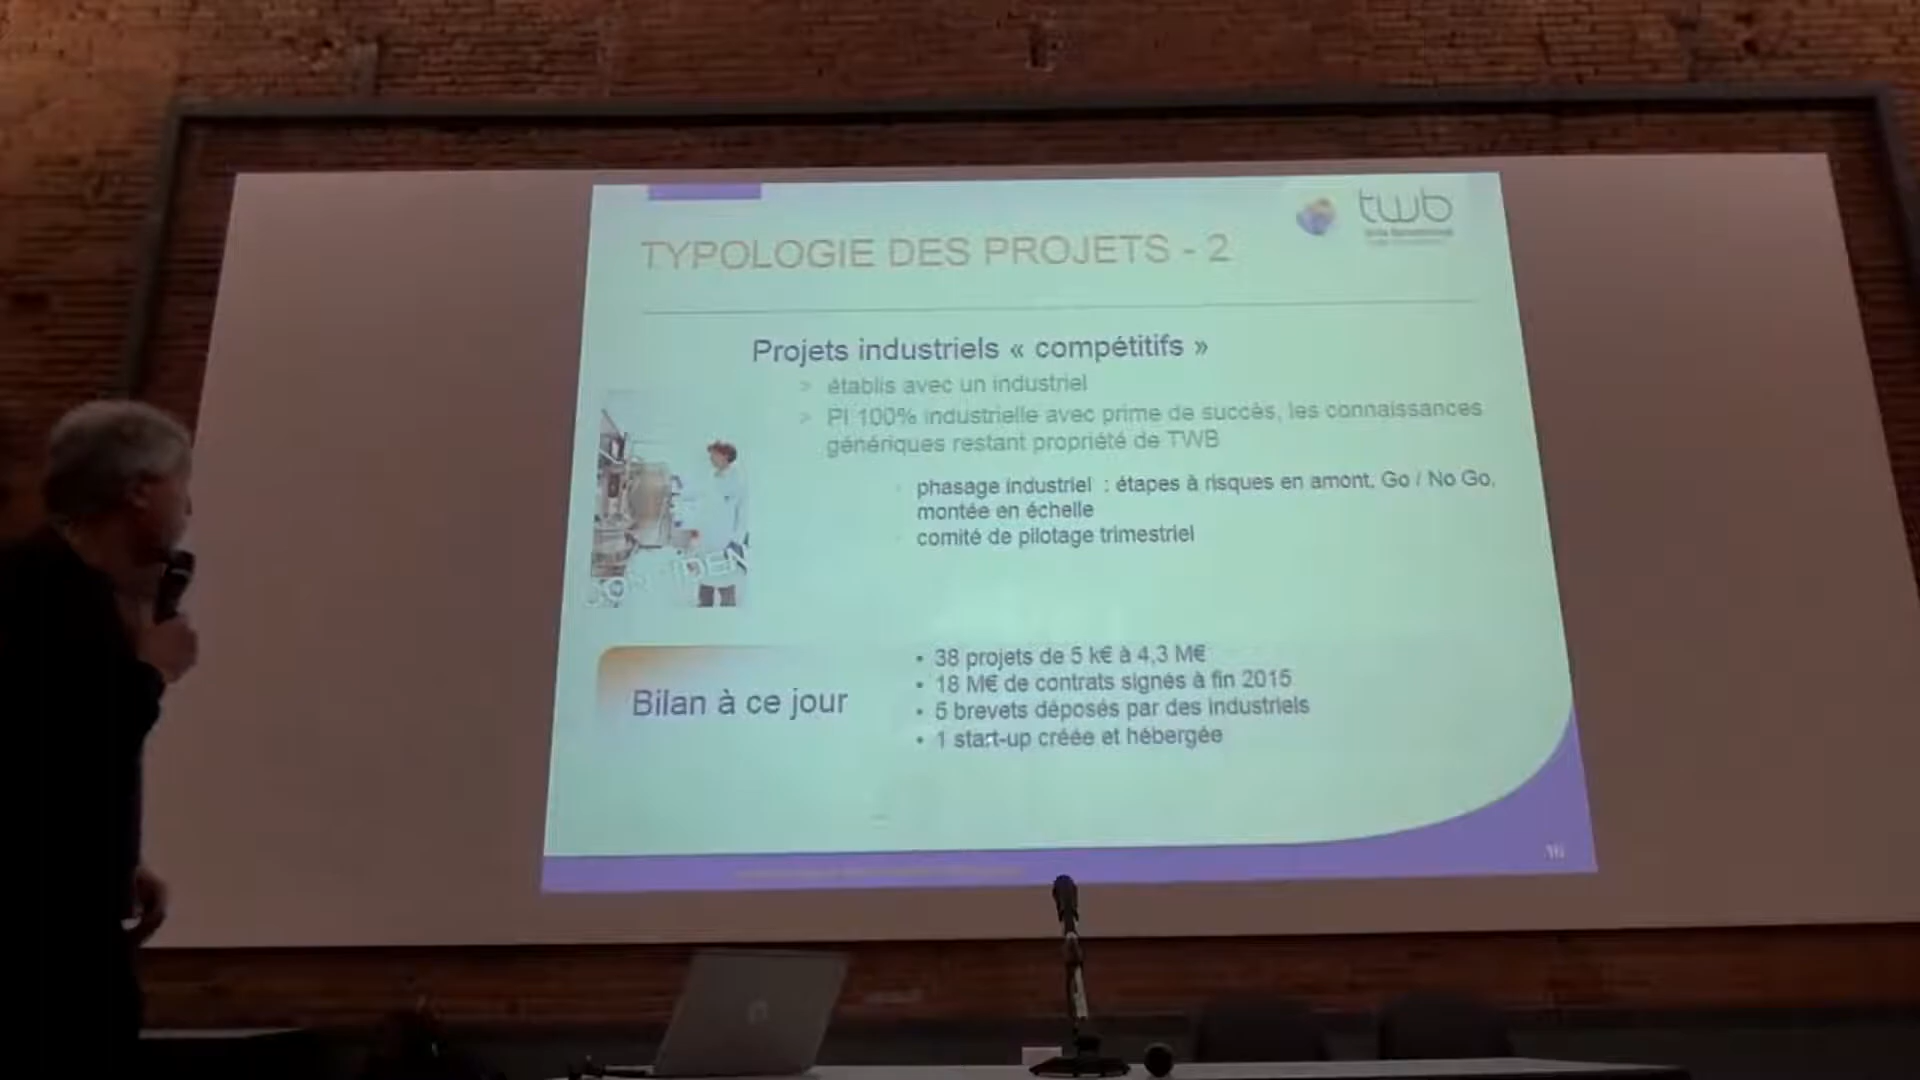 twb
TYPOLOGIE DES PROJETS - 2
Projets industriels « compétitifs »
> établis avec un industriel
> PI 100% industrielle avec prime de succès, les connaissances
génériques restant propriété de TWB
phasage industriel : étapes à risques en amont, Go / No Go,
montée en échelle
comité de pilotage trimestriel
Bilan à ce jour
• 38 projets de 5 k€ à 4,3 M€
• 18 M€ de contrats signés à fin 2015
• 5 brevets déposés par des industriels
• 1 start-up créée et hébergée